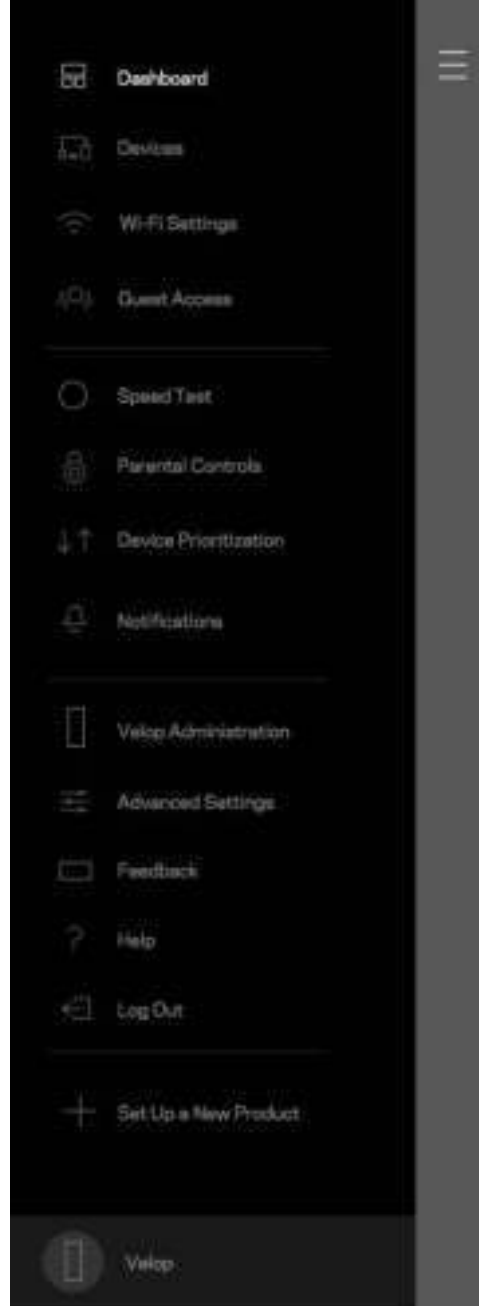 Dashboard
Devices
Wi-Fi Settings
Guest Access
Speed Test
Parental Controls
Device Prioritization
Notifications
Velop Administration
Advanced Settings
Feedback
Help
Log Out
Set Up a New Product
Velop